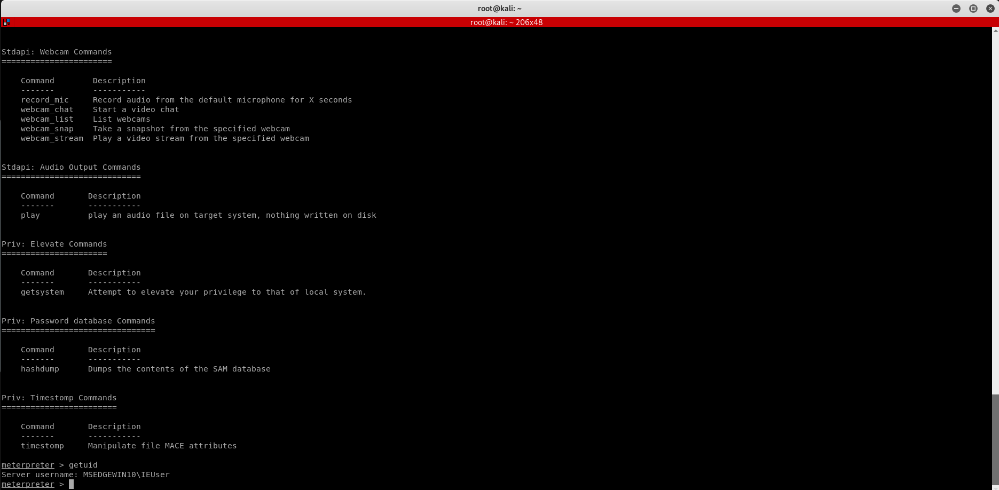 root@kali: ~
root@kali: ~ 206x48
Stdapi: Webcam Commands
=======================
Command        Description
-------        -----------
record_mic     Record audio from the default microphone for X seconds
webcam_chat    Start a video chat
webcam_list    List webcams
webcam_snap    Take a snapshot from the specified webcam
webcam_stream  Play a video stream from the specified webcam
Stdapi: Audio Output Commands
=============================
Command       Description
-------       -----------
play          play an audio file on target system, nothing written on disk
Priv: Elevate Commands
======================
Command       Description
-------       -----------
getsystem     Attempt to elevate your privilege to that of local system.
Priv: Password database Commands
================================
Command       Description
-------       -----------
hashdump      Dumps the contents of the SAM database
Priv: Timestomp Commands
========================
Command       Description
-------       -----------
timestomp     Manipulate file MACE attributes
meterpreter > getuid
Server username: MSEDGEWIN10\IEUser
meterpreter >